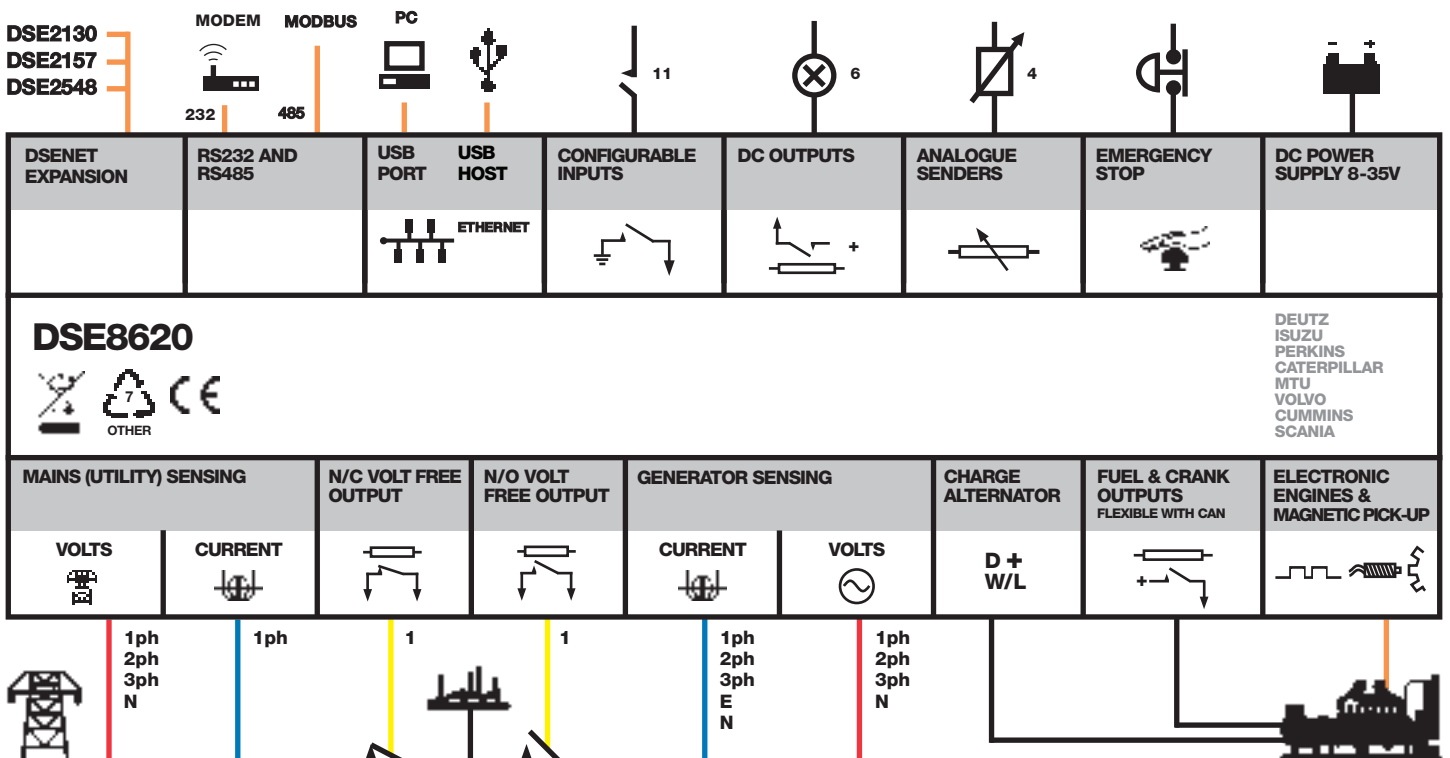 DSE2130
DSE2157
DSE2548
MODEM
MODBUS
PC
232
485
11
6
4
- +
DSENET
EXPANSION
RS232 AND
RS485
USB
PORT
USB
HOST
ETHERNET
CONFIGURABLE
INPUTS
DC OUTPUTS
+
ANALOGUE
SENDERS
EMERGENCY
STOP
DC POWER
SUPPLY 8-35V
DSE8620
7
OTHER
CE
DEUTZ
ISUZU
PERKINS
CATERPILLAR
MTU
VOLVO
CUMMINS
SCANIA
MAINS (UTILITY) SENSING
VOLTS
CURRENT
N/C VOLT FREE
OUTPUT
N/O VOLT
FREE OUTPUT
GENERATOR SENSING
CURRENT
VOLTS
CHARGE
ALTERNATOR
D +
W/L
FUEL & CRANK
OUTPUTS
FLEXIBLE WITH CAN
+
ELECTRONIC
ENGINES &
MAGNETIC PICK-UP
1ph
2ph
3ph
N
1ph
1
1
1ph
2ph
3ph
E
N
1ph
2ph
3ph
N